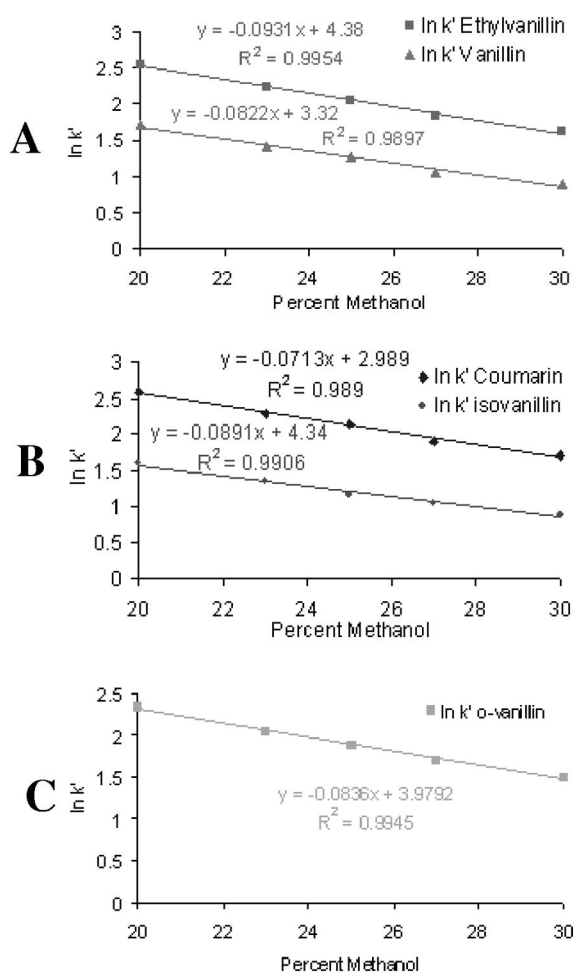 A
y = -0.0931x + 4.38
R² = 0.9954
ln k' Ethylvanillin
ln k' Vanillin
y = -0.0822x + 3.32
R² = 0.9897
ln k'
3
2.5
2
1.5
1
0.5
0
20 22 24 26 28 30
Percent Methanol
B
y = -0.0713x + 2.989
R² = 0.989
ln k' Coumarin
ln k' isovanillin
y = -0.0891x + 4.34
R² = 0.9906
ln k'
3
2.5
2
1.5
1
0.5
0
20 22 24 26 28 30
Percent Methanol
C
ln k' o-vanillin
y = -0.0836x + 3.9792
R² = 0.9945
ln k'
2.5
2
1.5
1
0.5
0
20 22 24 26 28 30
Percent Methanol